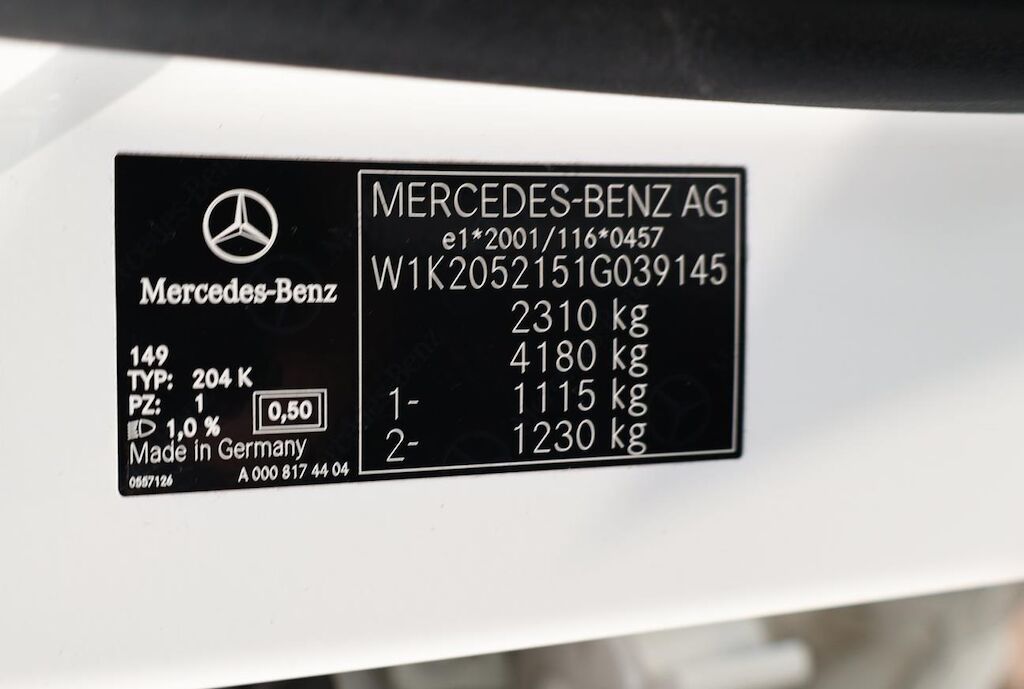 Mercedes-Benz
149
TYP: 204 K
PZ: 1
1,0 %
0,50
Made in Germany
0557126
A 000 817 44 04
MERCEDES-BENZ AG
e1*2001/116*0457
W1K2052151G039145
2310 kg
4180 kg
1- 1115 kg
2- 1230 kg